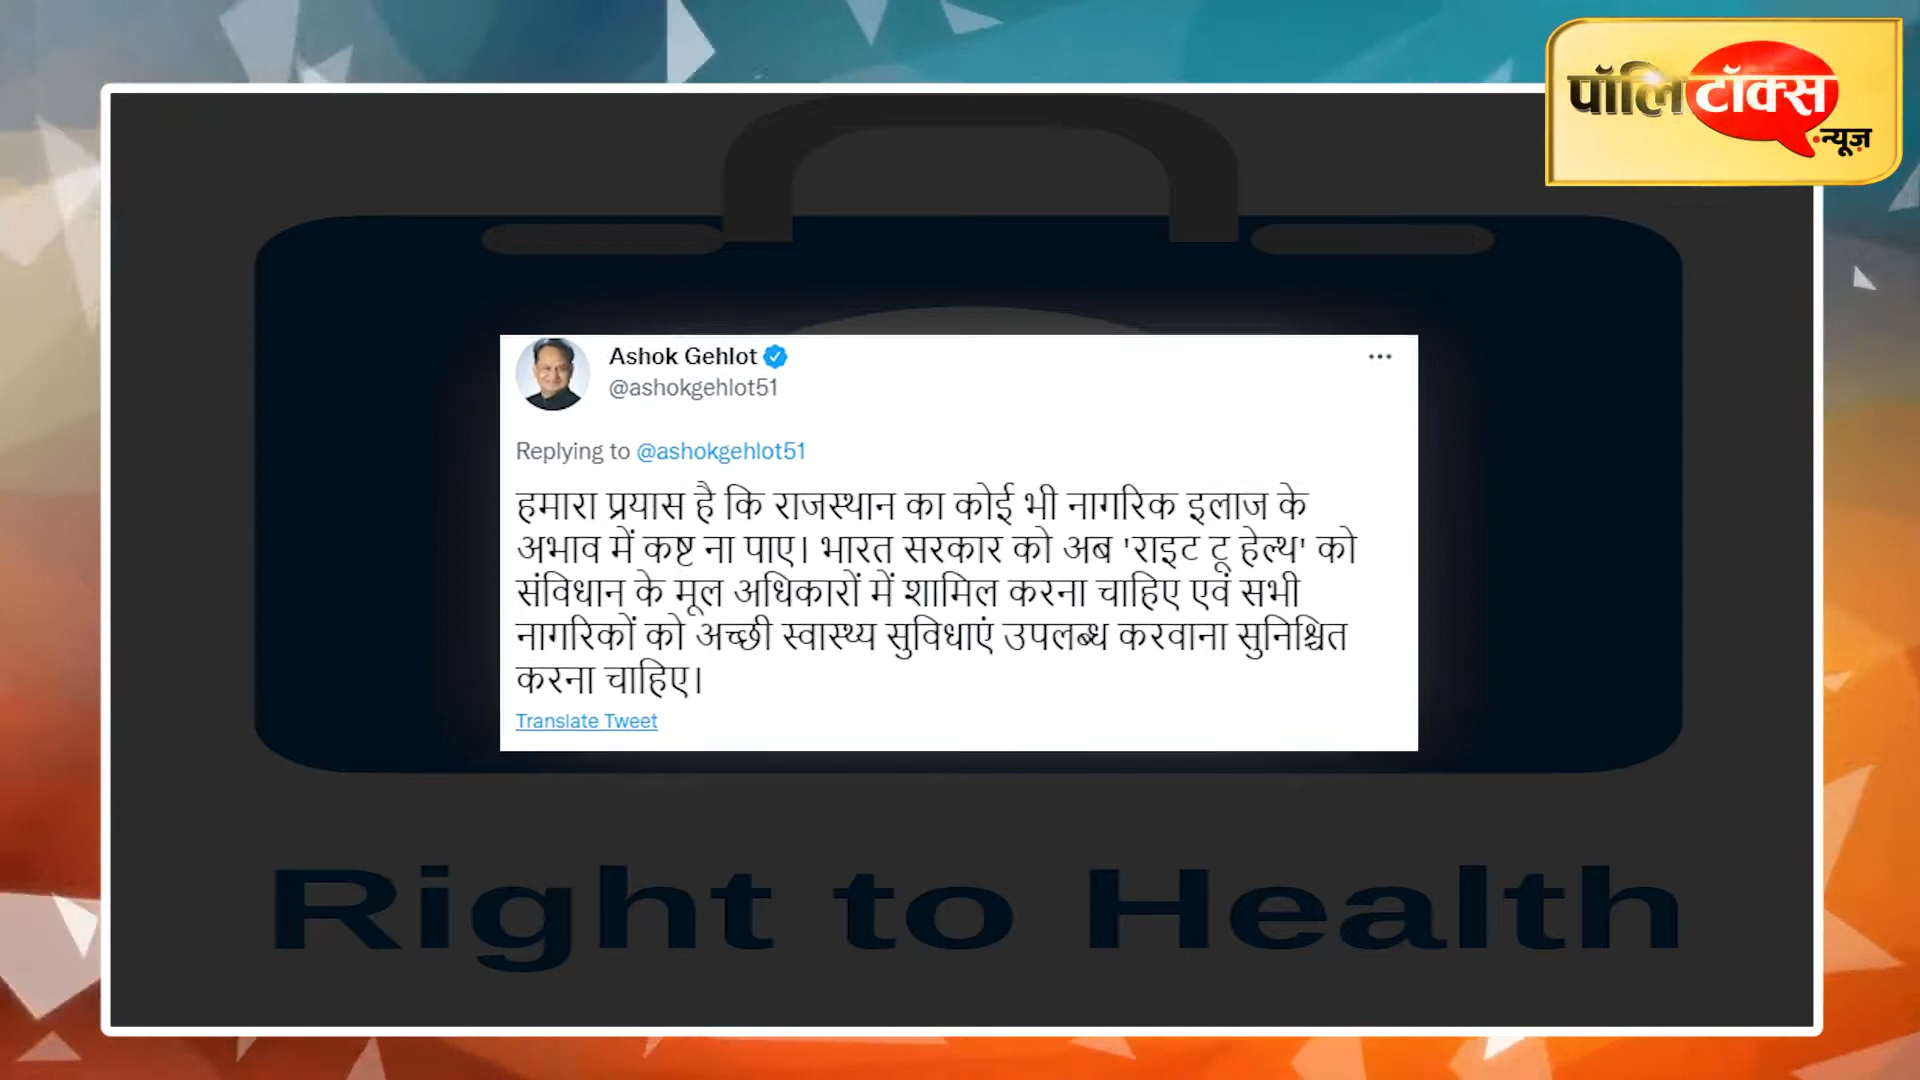 पॉलिटॉक्स
न्यूज़
Ashok Gehlot
@ashokgehlot51
Replying to @ashokgehlot51
हमारा प्रयास है कि राजस्थान का कोई भी नागरिक इलाज के
अभाव में कष्ट ना पाए। भारत सरकार को अब 'राइट टू हेल्थ' को
संविधान के मूल अधिकारों में शामिल करना चाहिए एवं सभी
नागरिकों को अच्छी स्वास्थ्य सुविधाएं उपलब्ध करवाना सुनिश्चित
करना चाहिए।
Translate Tweet
Right to Health